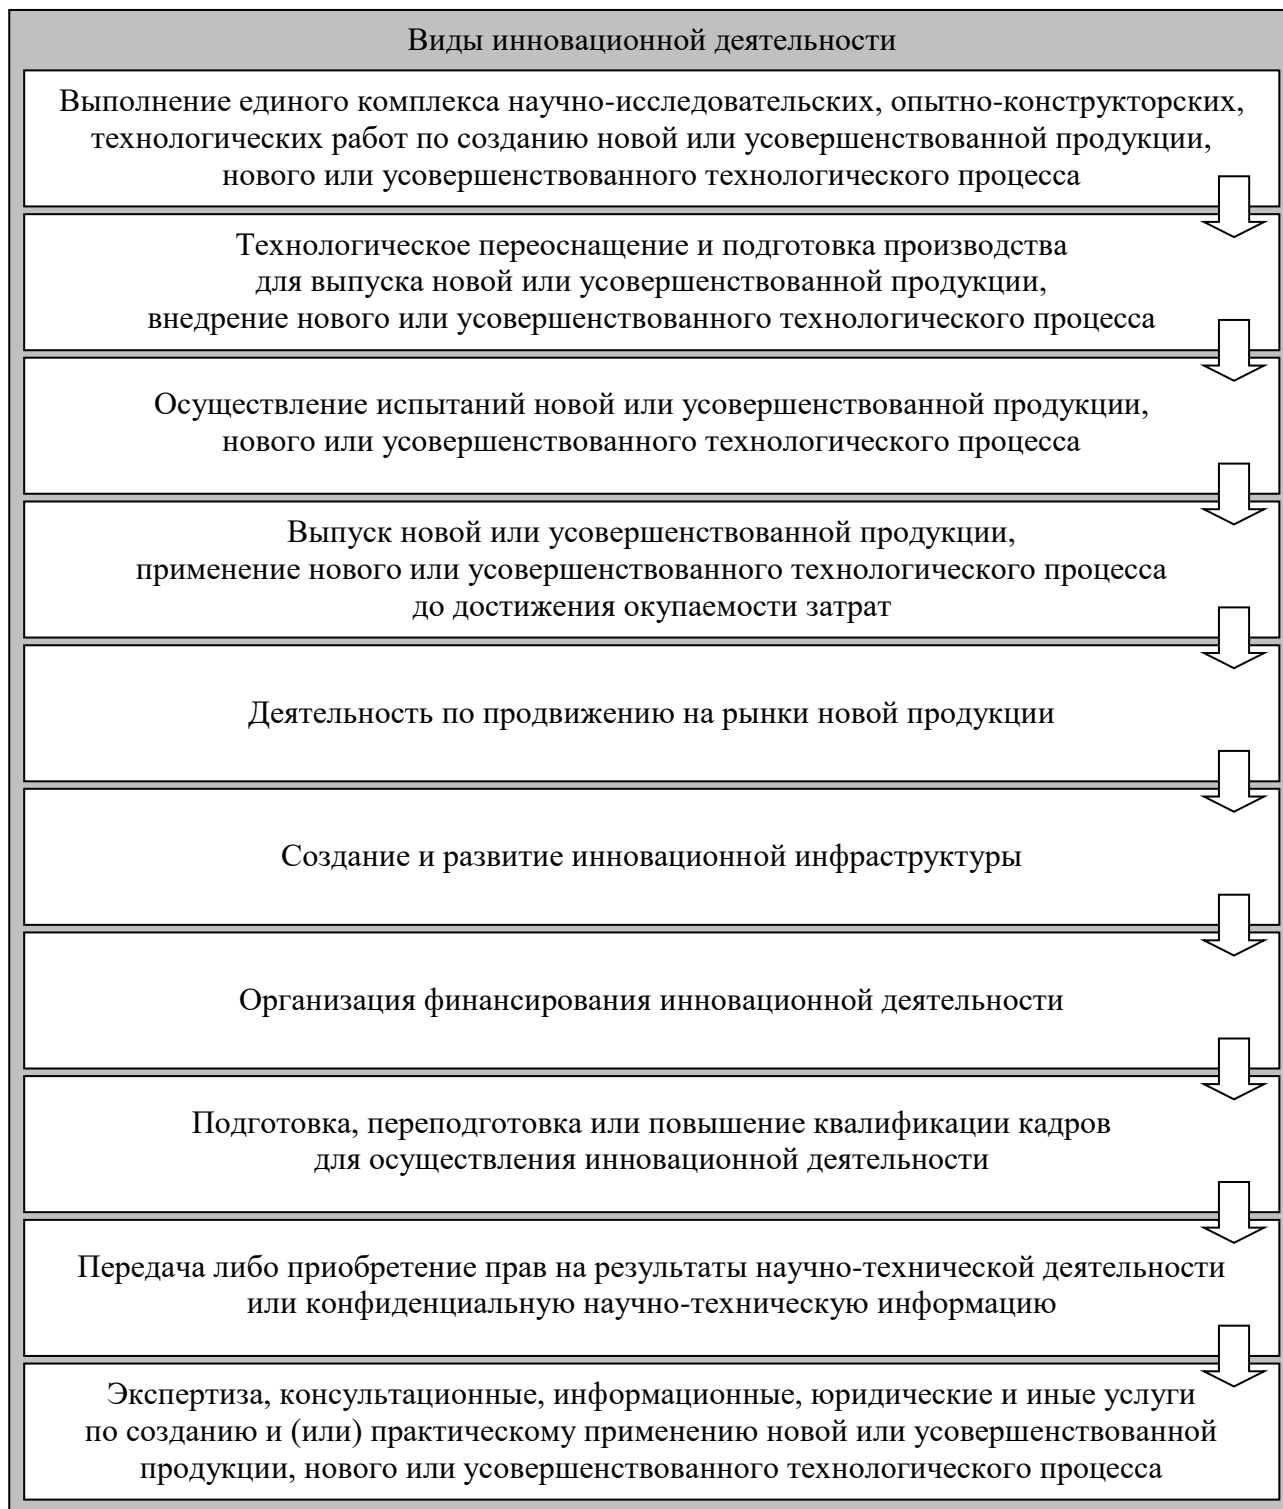 Виды инновационной деятельности
Выполнение единого комплекса научно-исследовательских, опытно-конструкторских,
технологических работ по созданию новой или усовершенствованной продукции,
нового или усовершенствованного технологического процесса
Технологическое переоснащение и подготовка производства
для выпуска новой или усовершенствованной продукции,
внедрение нового или усовершенствованного технологического процесса
Осуществление испытаний новой или усовершенствованной продукции,
нового или усовершенствованного технологического процесса
Выпуск новой или усовершенствованной продукции,
применение нового или усовершенствованного технологического процесса
до достижения окупаемости затрат
Деятельность по продвижению на рынки новой продукции
Создание и развитие инновационной инфраструктуры
Организация финансирования инновационной деятельности
Подготовка, переподготовка или повышение квалификации кадров
для осуществления инновационной деятельности
Передача либо приобретение прав на результаты научно-технической деятельности
или конфиденциальную научно-техническую информацию
Экспертиза, консультационные, информационные, юридические и иные услуги
по созданию и (или) практическому применению новой или усовершенствованной
продукции, нового или усовершенствованного технологического процесса